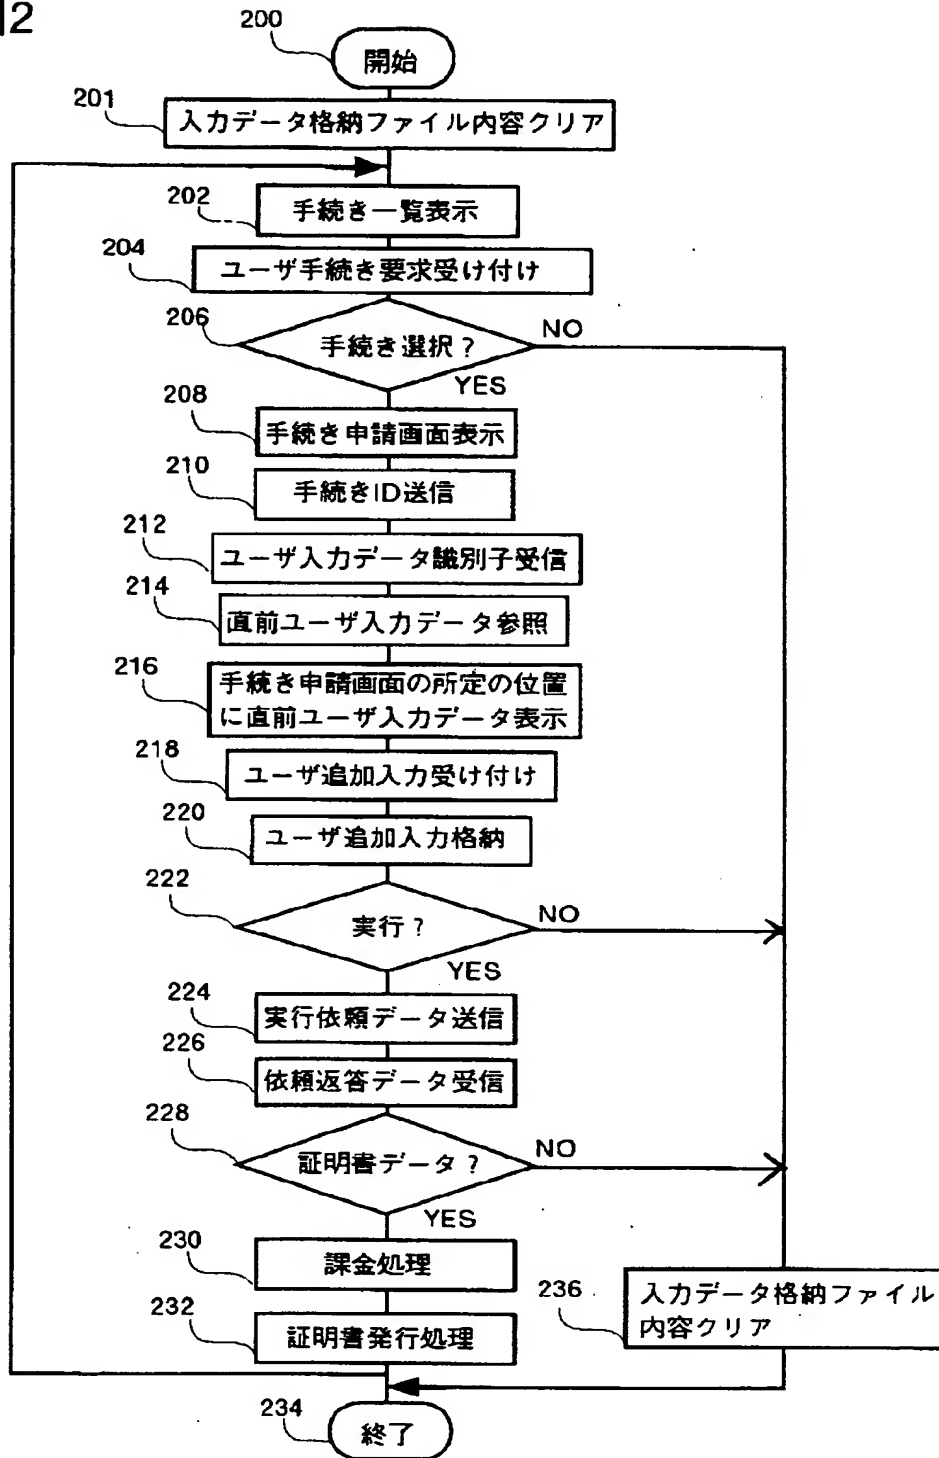 図2
200
開始
201
入力データ格納ファイル内容クリア
202
手続き一覧表示
204
ユーザ手続き要求受け付け
206
手続き選択？
NO
YES
208
手続き申請画面表示
210
手続きID送信
212
ユーザ入力データ識別子受信
214
直前ユーザ入力データ参照
216
手続き申請画面の所定の位置
に直前ユーザ入力データ表示
218
ユーザ追加入力受け付け
220
ユーザ追加入力格納
222
実行？
NO
YES
224
実行依頼データ送信
226
依頼返答データ受信
228
証明書データ？
NO
YES
230
課金処理
232
証明書発行処理
236
入力データ格納ファイル
内容クリア
234
終了